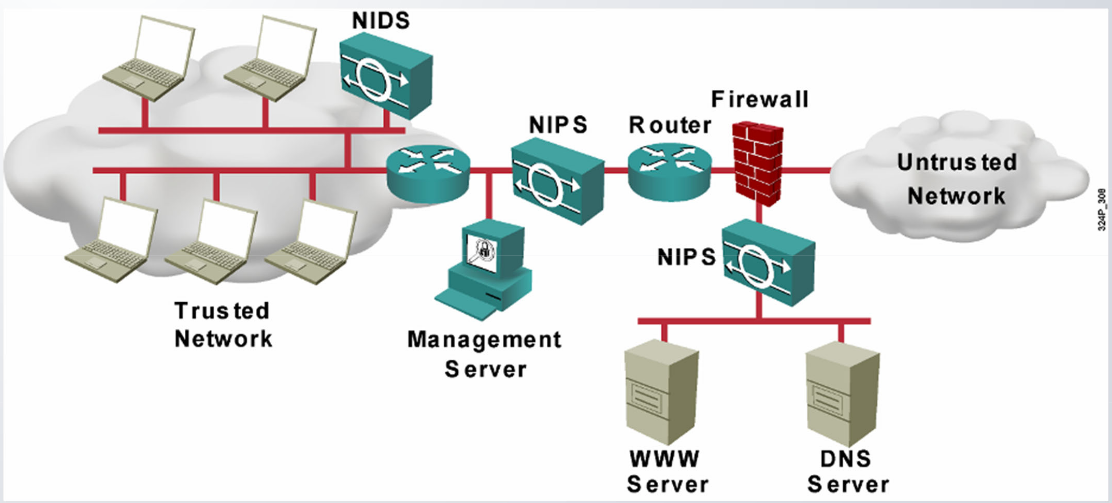 NIDS
Firewall
NIPS
Router
Untrusted
Network
324P_308
NIPS
Trusted
Network
Management
Server
WWW
Server
DNS
Server